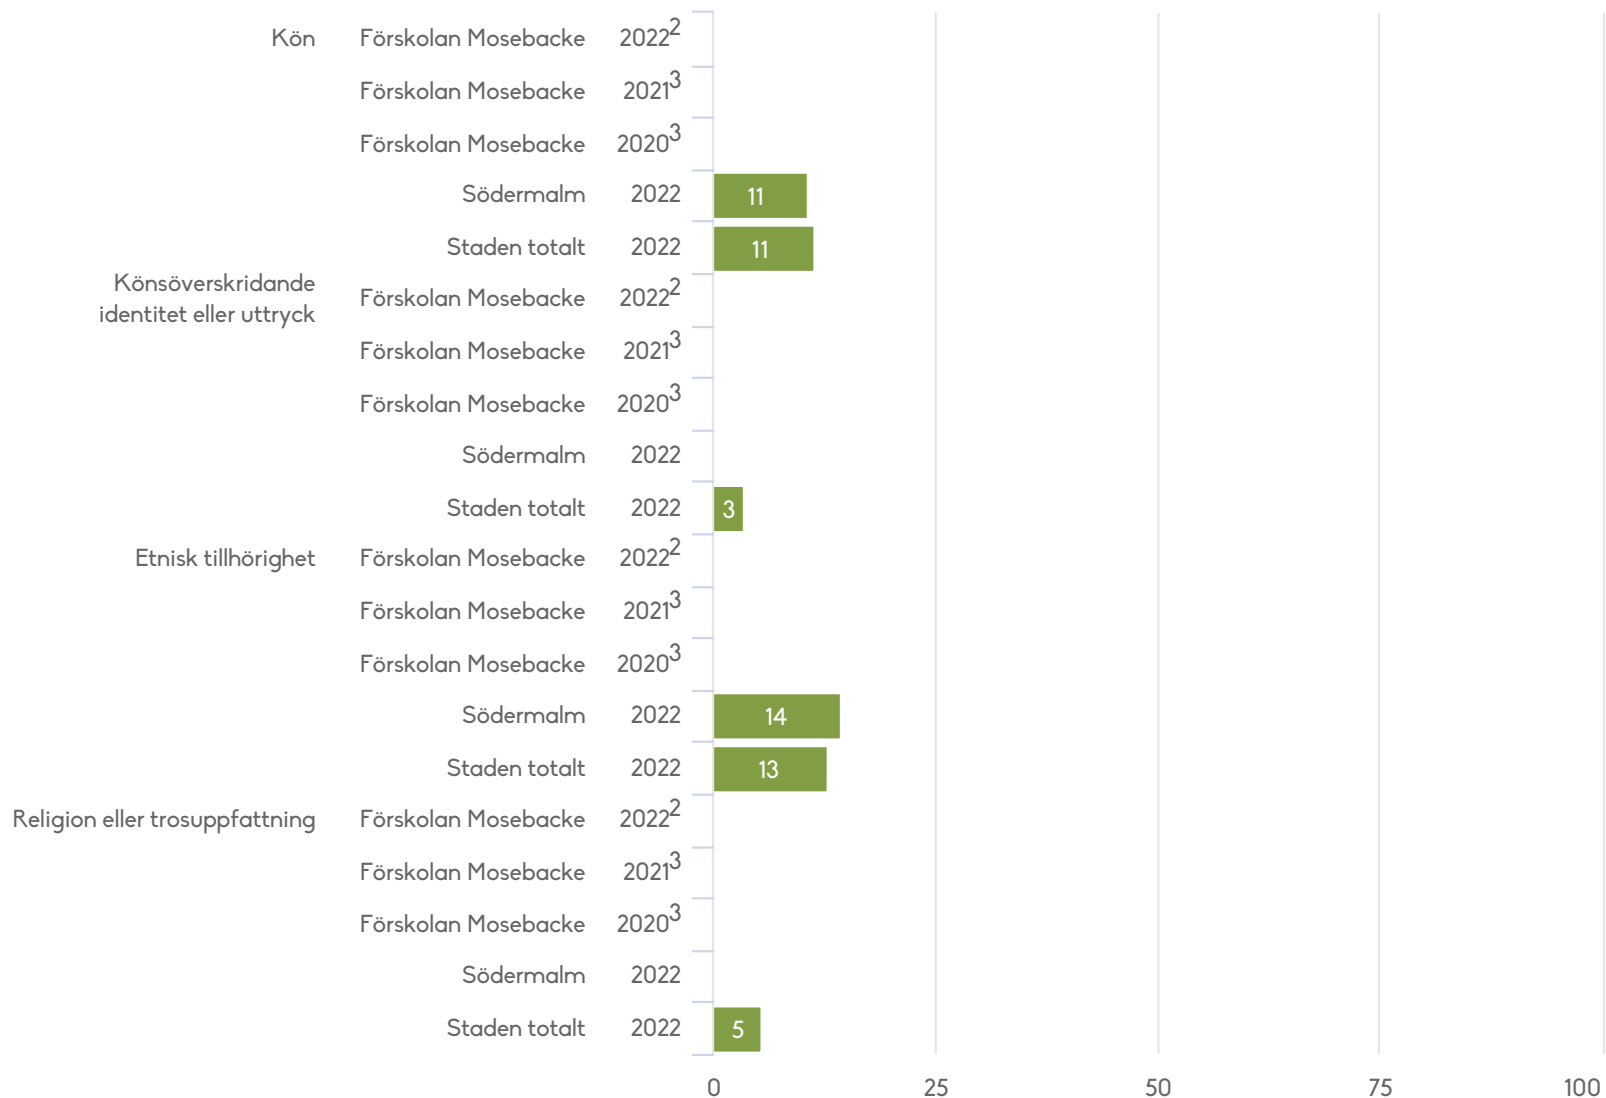 Kön Förskolan Mosebacke 2022²
Förskolan Mosebacke 2021³
Förskolan Mosebacke 2020³
Södermalm 2022 11
Staden totalt 2022 11
Könsöverskridande
identitet eller uttryck
Förskolan Mosebacke 2022²
Förskolan Mosebacke 2021³
Förskolan Mosebacke 2020³
Södermalm 2022
Staden totalt 2022 3
Etnisk tillhörighet Förskolan Mosebacke 2022²
Förskolan Mosebacke 2021³
Förskolan Mosebacke 2020³
Södermalm 2022 14
Staden totalt 2022 13
Religion eller trosuppfattning Förskolan Mosebacke 2022²
Förskolan Mosebacke 2021³
Förskolan Mosebacke 2020³
Södermalm 2022
Staden totalt 2022 5
0 25 50 75 100